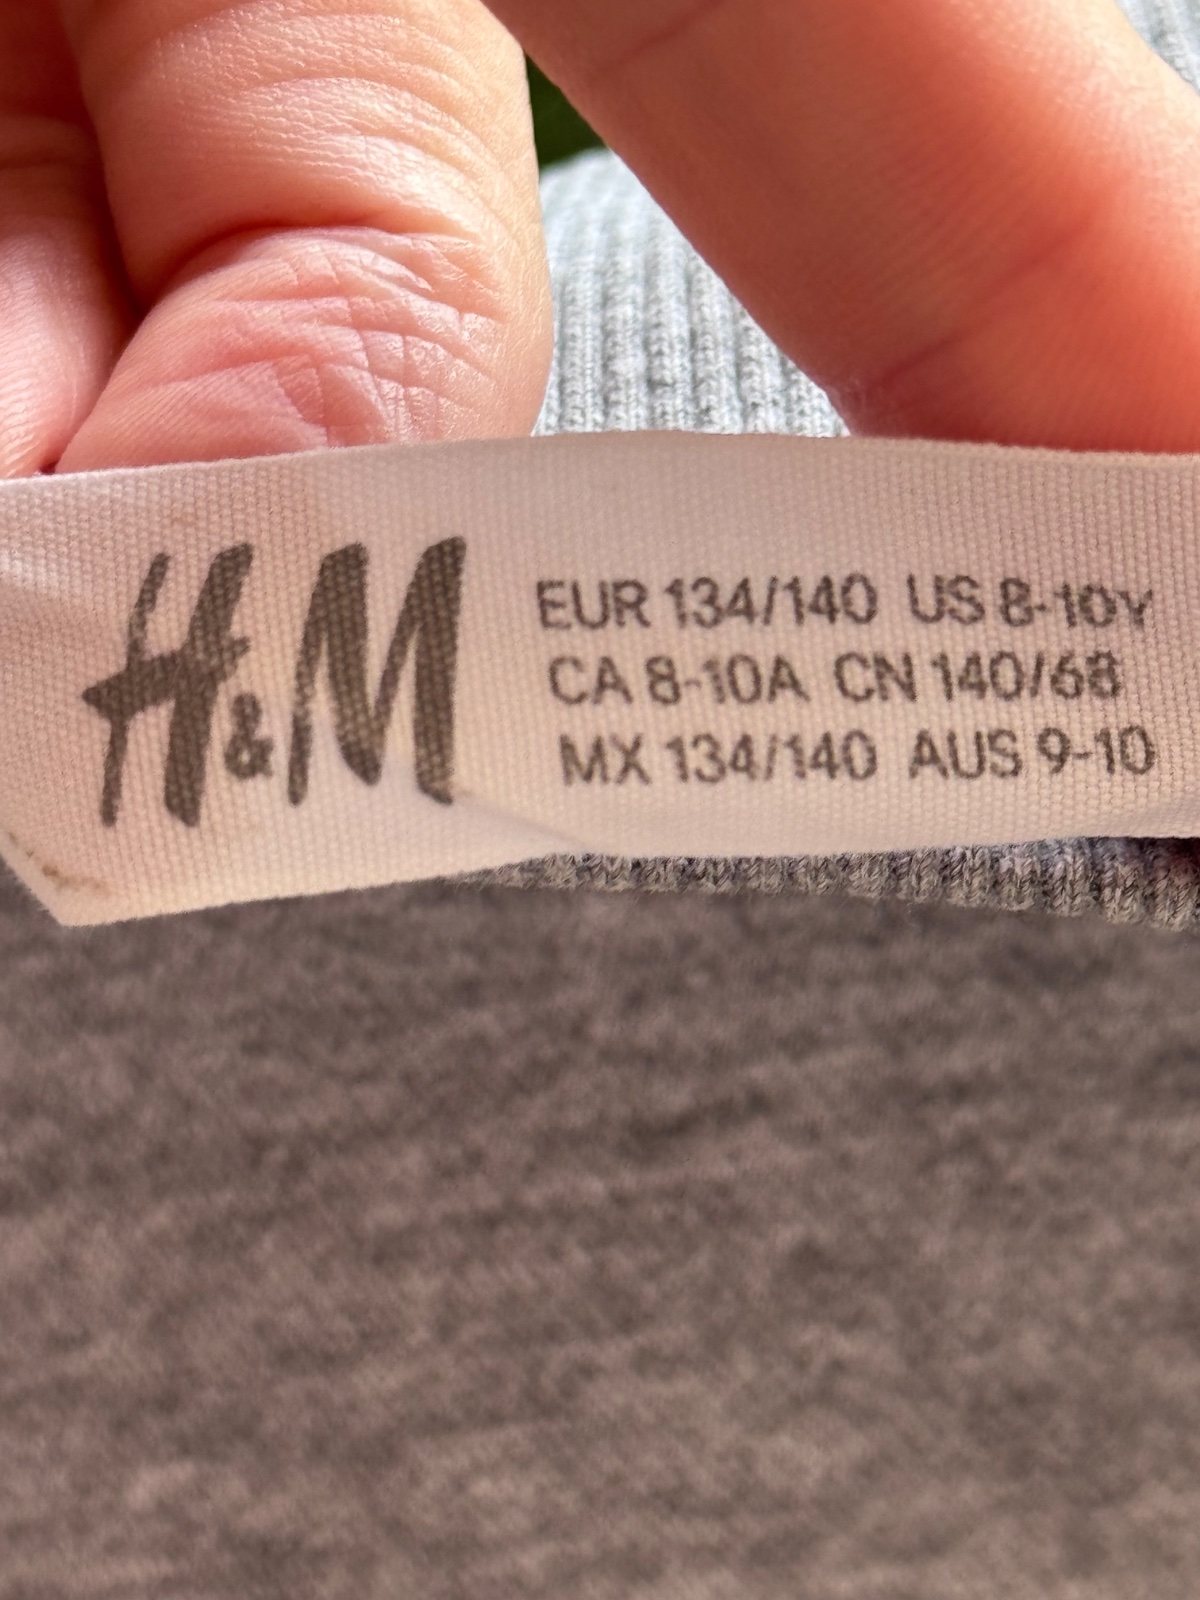 H&M
EUR 134/140 US 8-10Y
CA 8-10A CN 140/68
MX 134/140 AUS 9-10